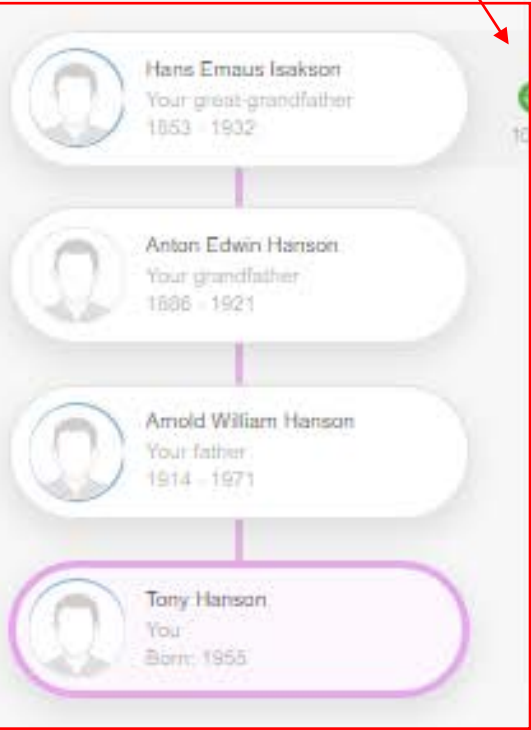 Hans Emaus Isakson
Your great-grandfather
1853 - 1932
10
Anton Edwin Hanson
Your grandfather
1886 - 1921
Arnold William Hanson
Your father
1914 - 1971
Tony Hanson
You
Born: 1955